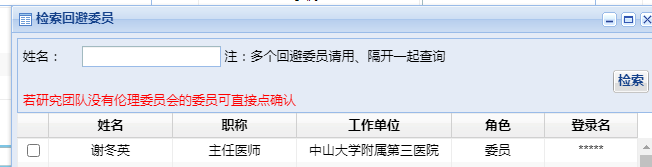 检索回避委员
姓名： 注：多个回避委员请用、隔开一起查询
检索
若研究团队没有伦理委员会的委员可直接点确认
姓名 职称 工作单位 角色 登录名
谢冬英 主任医师 中山大学附属第三医院 委员 *****